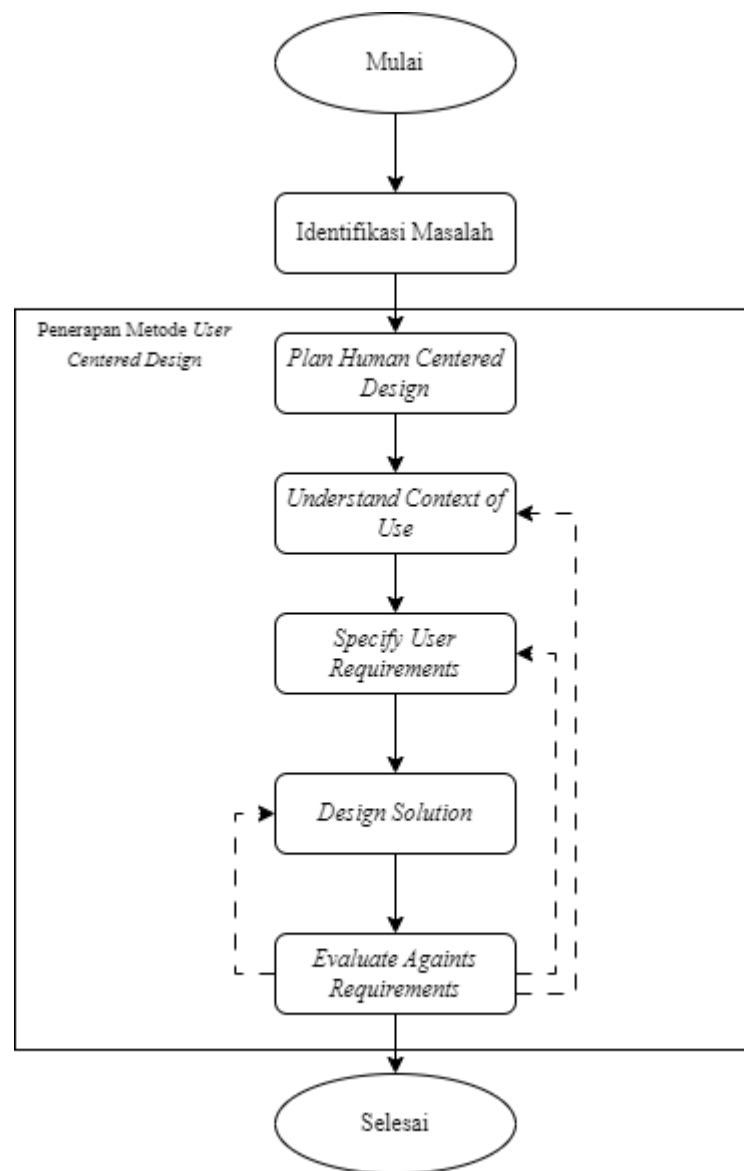 Mulai
Identifikasi Masalah
Penerapan Metode User
Centered Design
Plan Human Centered
Design
Understand Context of
Use
Specify User
Requirements
Design Solution
Evaluate Againts
Requirements
Selesai